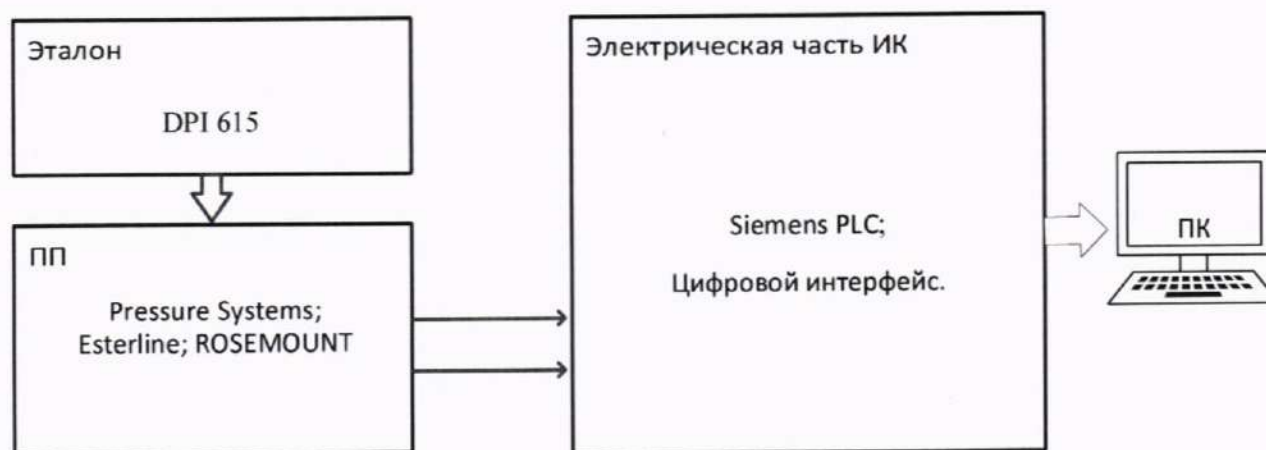 Эталон
DPI 615
ПП
Pressure Systems;
Esterline; ROSEMOUNT
Электрическая часть ИК
Siemens PLC;
Цифровой интерфейс.
ПК